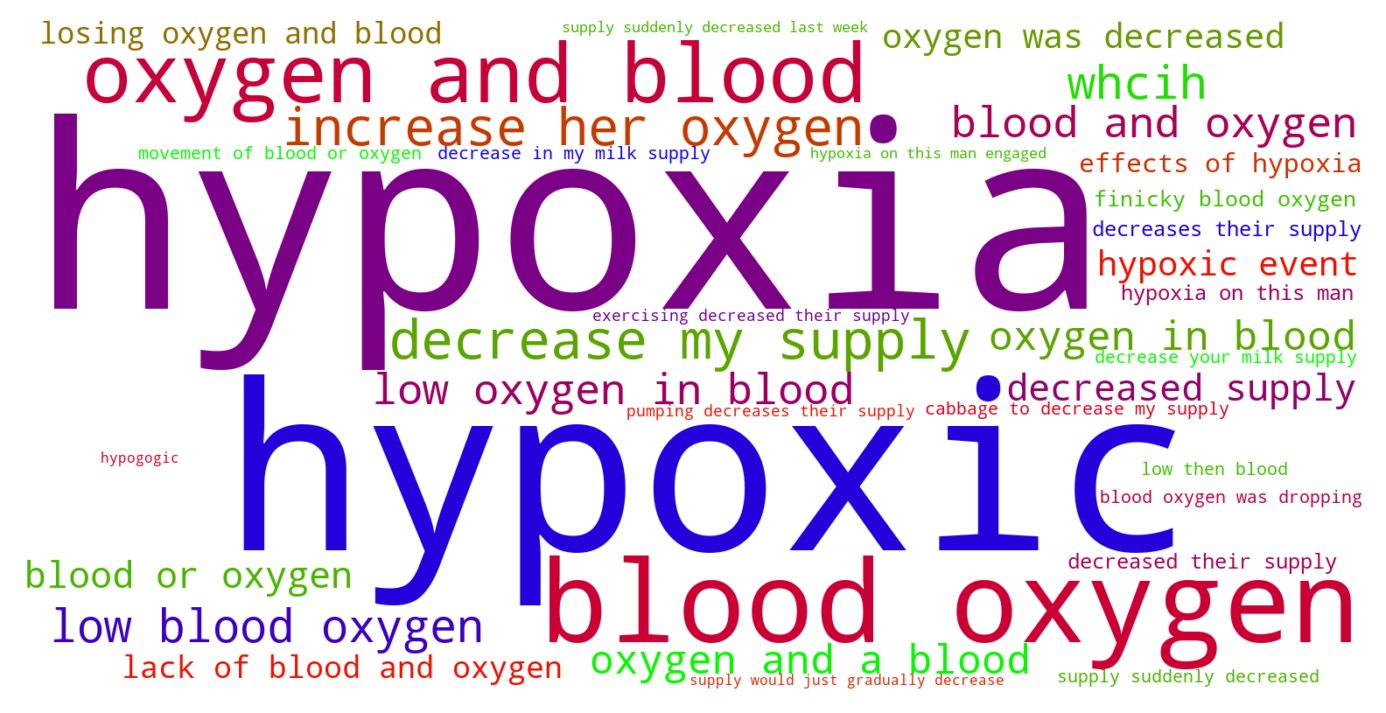 losing oxygen and blood
supply suddenly decreased last week
oxygen was decreased
oxygen and blood
whcih
increase her oxygen
blood and oxygen
movement of blood or oxygen
decrease in my milk supply
hypoxia on this man engaged
effects of hypoxia
hypoxia
finicky blood oxygen
decreases their supply
hypoxic event
hypoxia on this man
exercising decreased their supply
decrease my supply
oxygen in blood
decrease your milk supply
low oxygen in blood
decreased supply
pumping decreases their supply
cabbage to decrease my supply
hypoxic
hypogogic
low then blood
blood oxygen was dropping
decreased their supply
blood or oxygen
blood oxygen
low blood oxygen
lack of blood and oxygen
oxygen and a blood
supply would just gradually decrease
supply suddenly decreased